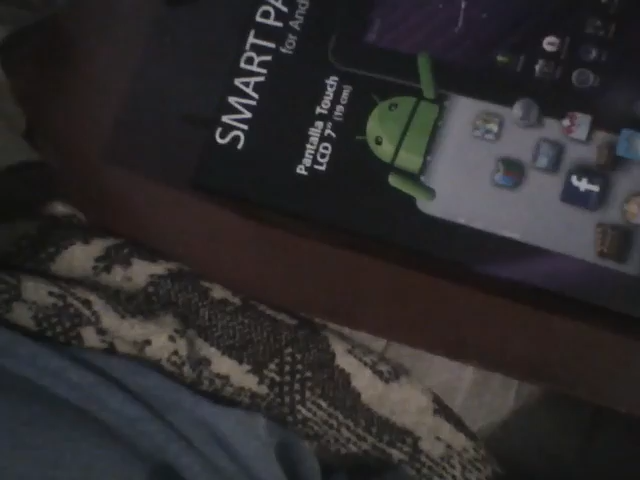 SMART PA
for And
Pantalla Touch
LCD 7" (19 cm)
f